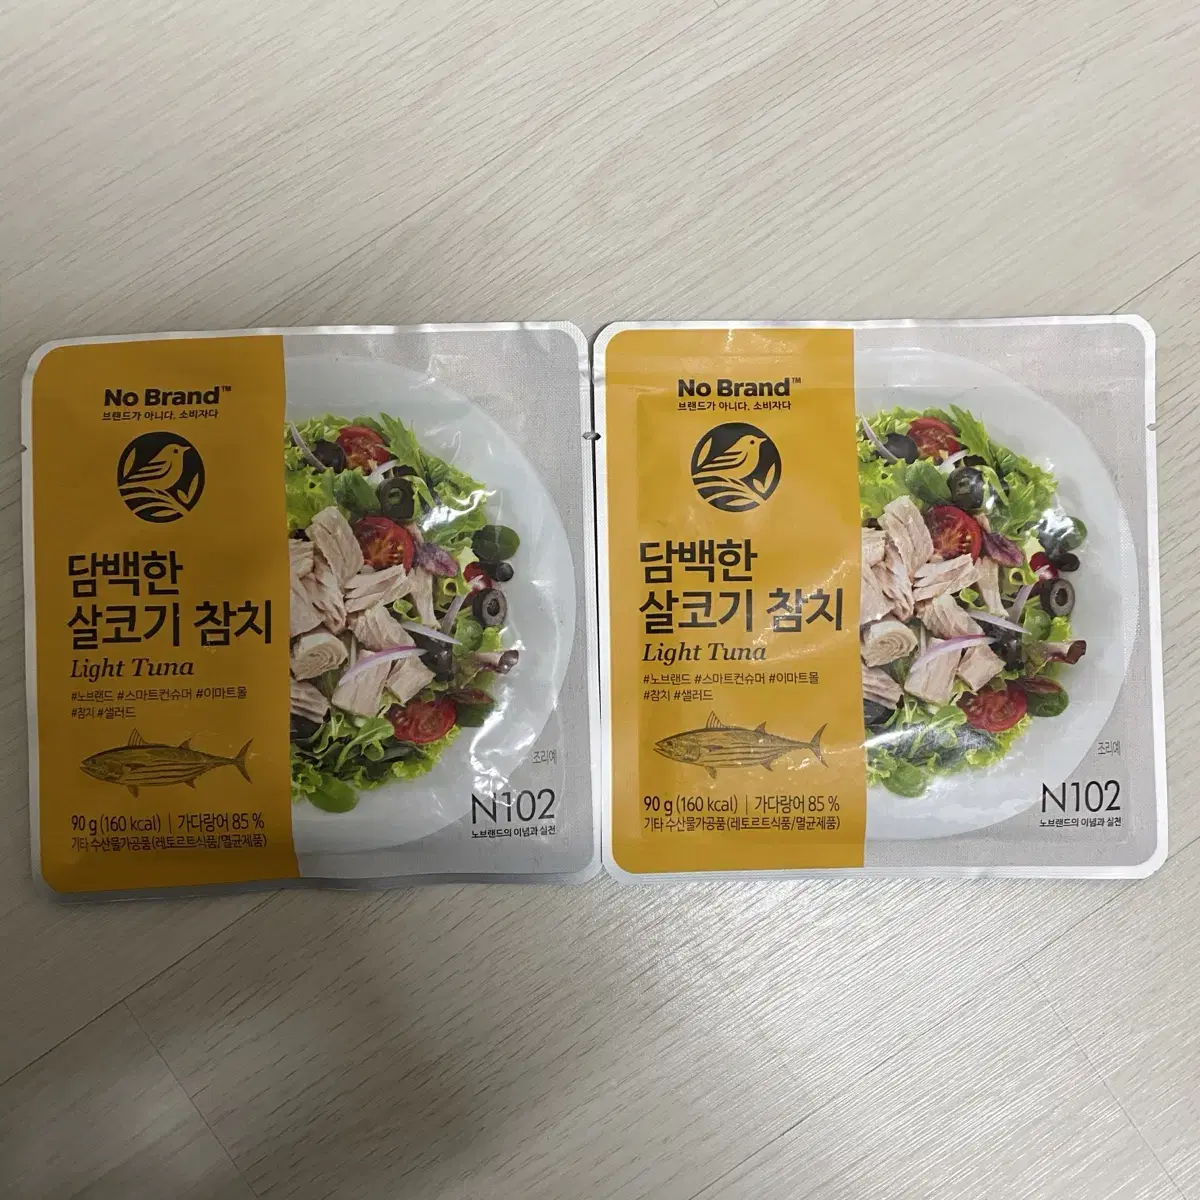 No Brand™
브랜드가 아니다. 소비자다
담백한
살코기 참치
Light Tuna
#노브랜드 #스마트컨슈머 #이마트몰
#참치 #샐러드
90 g (160 kcal) | 가다랑어 85 %
기타 수산물가공품(레토르트식품/멸균제품)
조리예
N102
노브랜드의 이념과 실천
No Brand™
브랜드가 아니다. 소비자다
담백한
살코기 참치
Light Tuna
#노브랜드 #스마트컨슈머 #이마트몰
#참치 #샐러드
90 g (160 kcal) | 가다랑어 85 %
기타 수산물가공품(레토르트식품/멸균제품)
조리예
N102
노브랜드의 이념과 실천